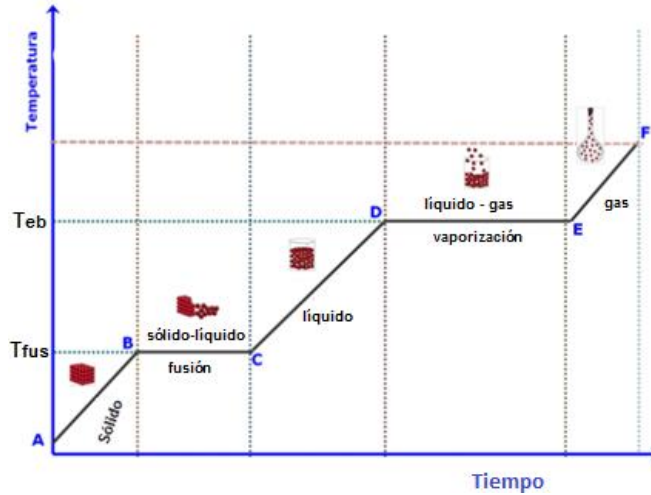 Temperatura
F
Teb
D
líquido - gas
vaporización
E
gas
Tfus
B
sólido-líquido
fusión
C
líquido
A
Sólido
Tiempo